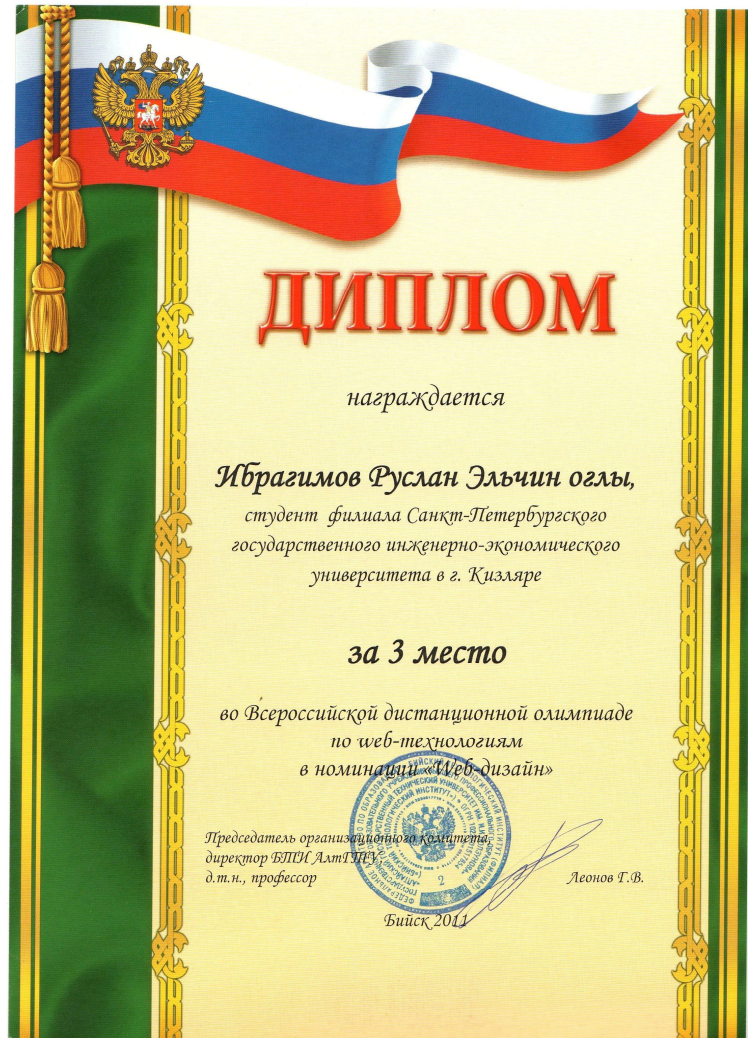 ДИПЛОМ
награждается
Ибрагимов Руслан Эльчин оглы,
студент филиала Санкт-Петербургского
государственного инженерно-экономического
университета в г. Кизляре
за 3 место
во Всероссийской дистанционной олимпиаде
по web-технологиям
в номинации «Web-дизайн»
Председатель организационного комитета,
директор БТИ АлтГТУ,
д.т.н., профессор
Леонов Г.В.
2
Бийск 2011